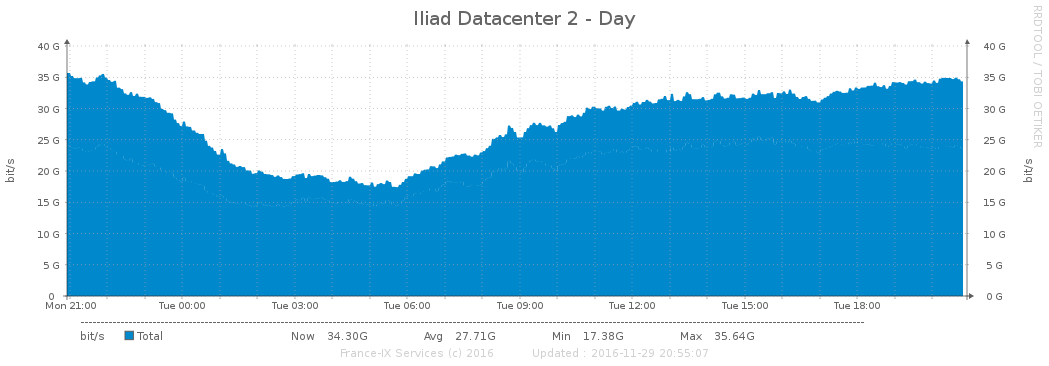 Iliad Datacenter 2 - Day
RRDTOOL / TOBI OETIKER
40 G 40 G
35 G 35 G
30 G 30 G
25 G 25 G
20 G 20 G
15 G 15 G
10 G 10 G
5 G 5 G
0 0 G
bit/s
bit/s
Mon 21:00 Tue 00:00 Tue 03:00 Tue 06:00 Tue 09:00 Tue 12:00 Tue 15:00 Tue 18:00
bit/s Total Now 34.30G Avg 27.71G Min 17.38G Max 35.64G
France-IX Services (c) 2016 Updated : 2016-11-29 20:55:07